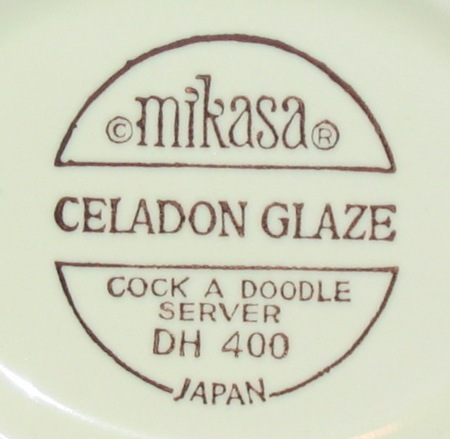 ©mikasa®
CELADON GLAZE
COCK A DOODLE
SERVER
DH 400
JAPAN